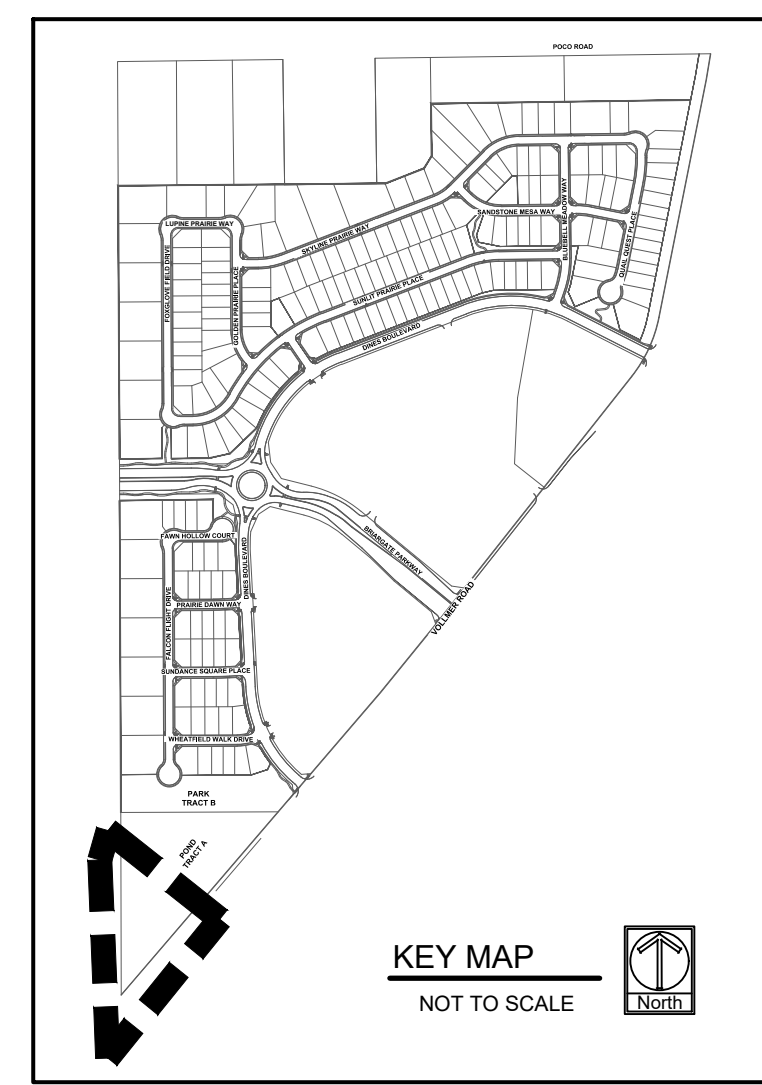 POCO ROAD
LUPINE PRAIRIE WAY
SKYLINE PRAIRIE WAY
SANDSTONE MESA WAY
BLUEBELL MEADOW WAY
QUAIL QUEST PLACE
FOXGLOVE FIELD DRIVE
GOLDEN PRAIRIE PLACE
SUNLIT PRAIRIE PLACE
DINES BOULEVARD
FAWN HOLLOW COURT
DINES BOULEVARD
BRIARGATE PARKWAY
VOLLMER ROAD
FALCON FLIGHT DRIVE
PRAIRIE DAWN WAY
SUNDANCE SQUARE PLACE
WHEATFIELD WALK DRIVE
PARK
TRACT B
POND
TRACT A
KEY MAP
NOT TO SCALE
North